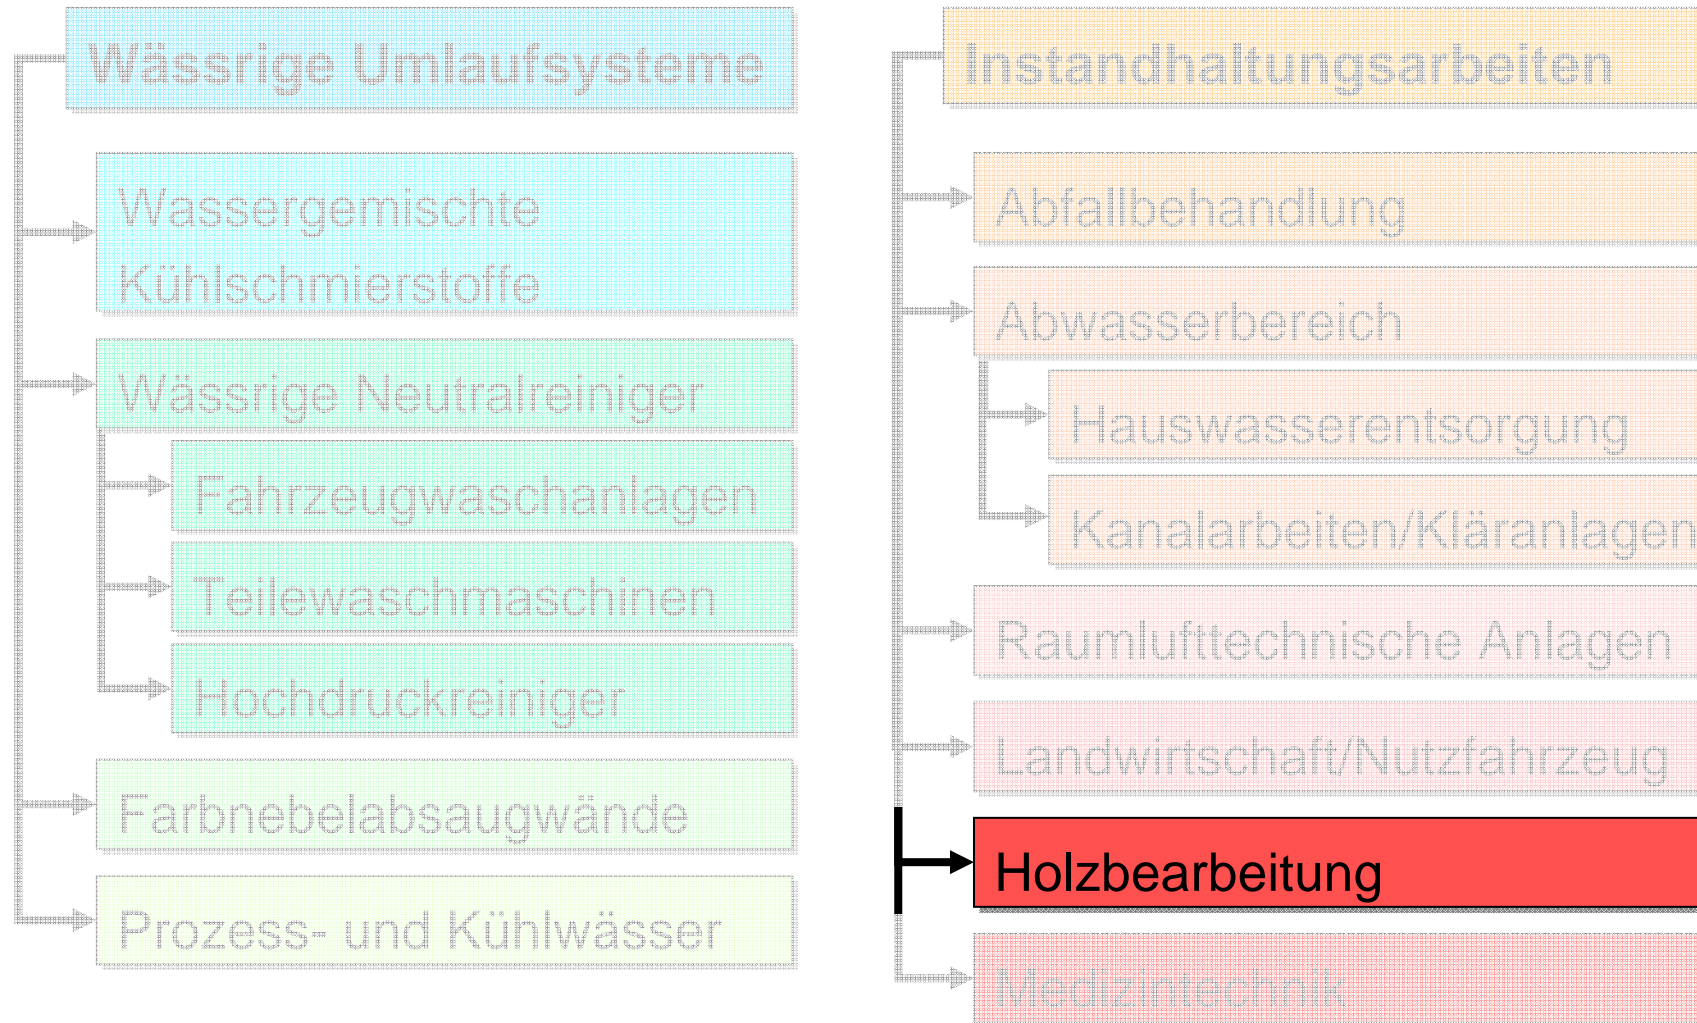 Wässrige Umlaufsysteme
Wassergemischte
Kühlschmierstoffe
Wässrige Neutralreiniger
Fahrzeugwaschanlagen
Teilewaschmaschinen
Hochdruckreiniger
Farbnebelabsaugwände
Prozess- und Kühlwässer
Instandhaltungsarbeiten
Abfallbehandlung
Abwasserbereich
Hauswasserentsorgung
Kanalarbeiten/Kläranlagen
Raumlufttechnische Anlagen
Landwirtschaft/Nutzfahrzeug
Holzbearbeitung
Medizintechnik